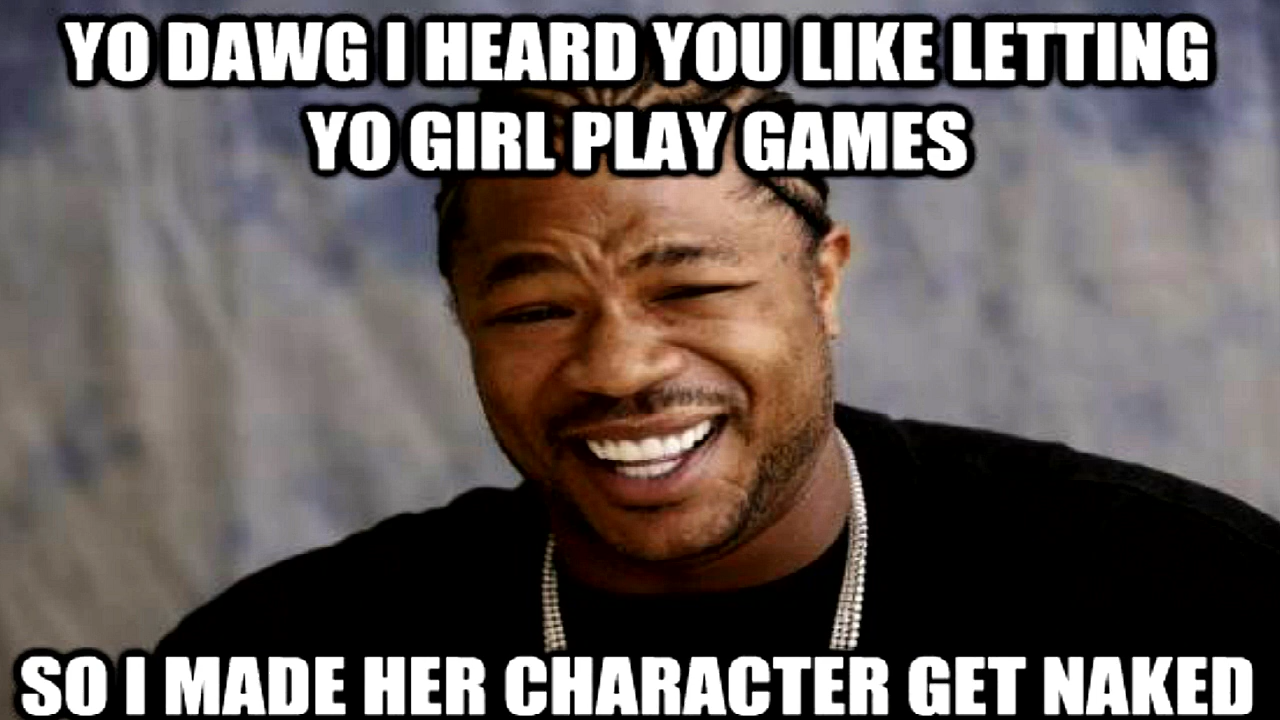 YO DAWG I HEARD YOU LIKE LETTING
YO GIRL PLAY GAMES
SO I MADE HER CHARACTER GET NAKED